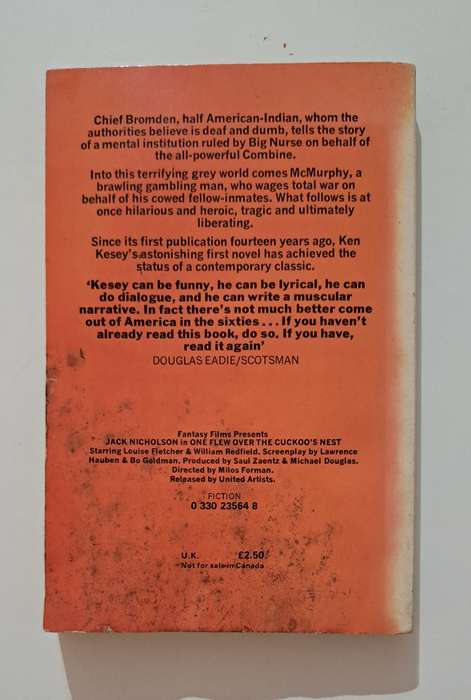 Chief Bromden, half American-Indian, whom the
authorities believe is deaf and dumb, tells the story
of a mental institution ruled by Big Nurse on behalf of
the all-powerful Combine.
Into this terrifying grey world comes McMurphy, a
brawling gambling man, who wages total war on
behalf of his cowed fellow-inmates. What follows is at
once hilarious and heroic, tragic and ultimately
liberating.
Since its first publication fourteen years ago, Ken
Kesey's astonishing first novel has achieved the
status of a contemporary classic.
'Kesey can be funny, he can be lyrical, he can
do dialogue, and he can write a muscular
narrative. In fact there's not much better come
out of America in the sixties... If you haven't
already read this book, do so. If you have,
read it again'
DOUGLAS EADIE/SCOTSMAN
Fantasy Films Presents
JACK NICHOLSON in ONE FLEW OVER THE CUCKOO'S NEST
Starring Louise Fletcher & William Redfield. Screenplay by Lawrence
Hauben & Bo Goldman. Produced by Saul Zaentz & Michael Douglas.
Directed by Milos Forman.
Released by United Artists.
FICTION
0 330 23564 8
U.K. £2.50
Not for sale in Canada